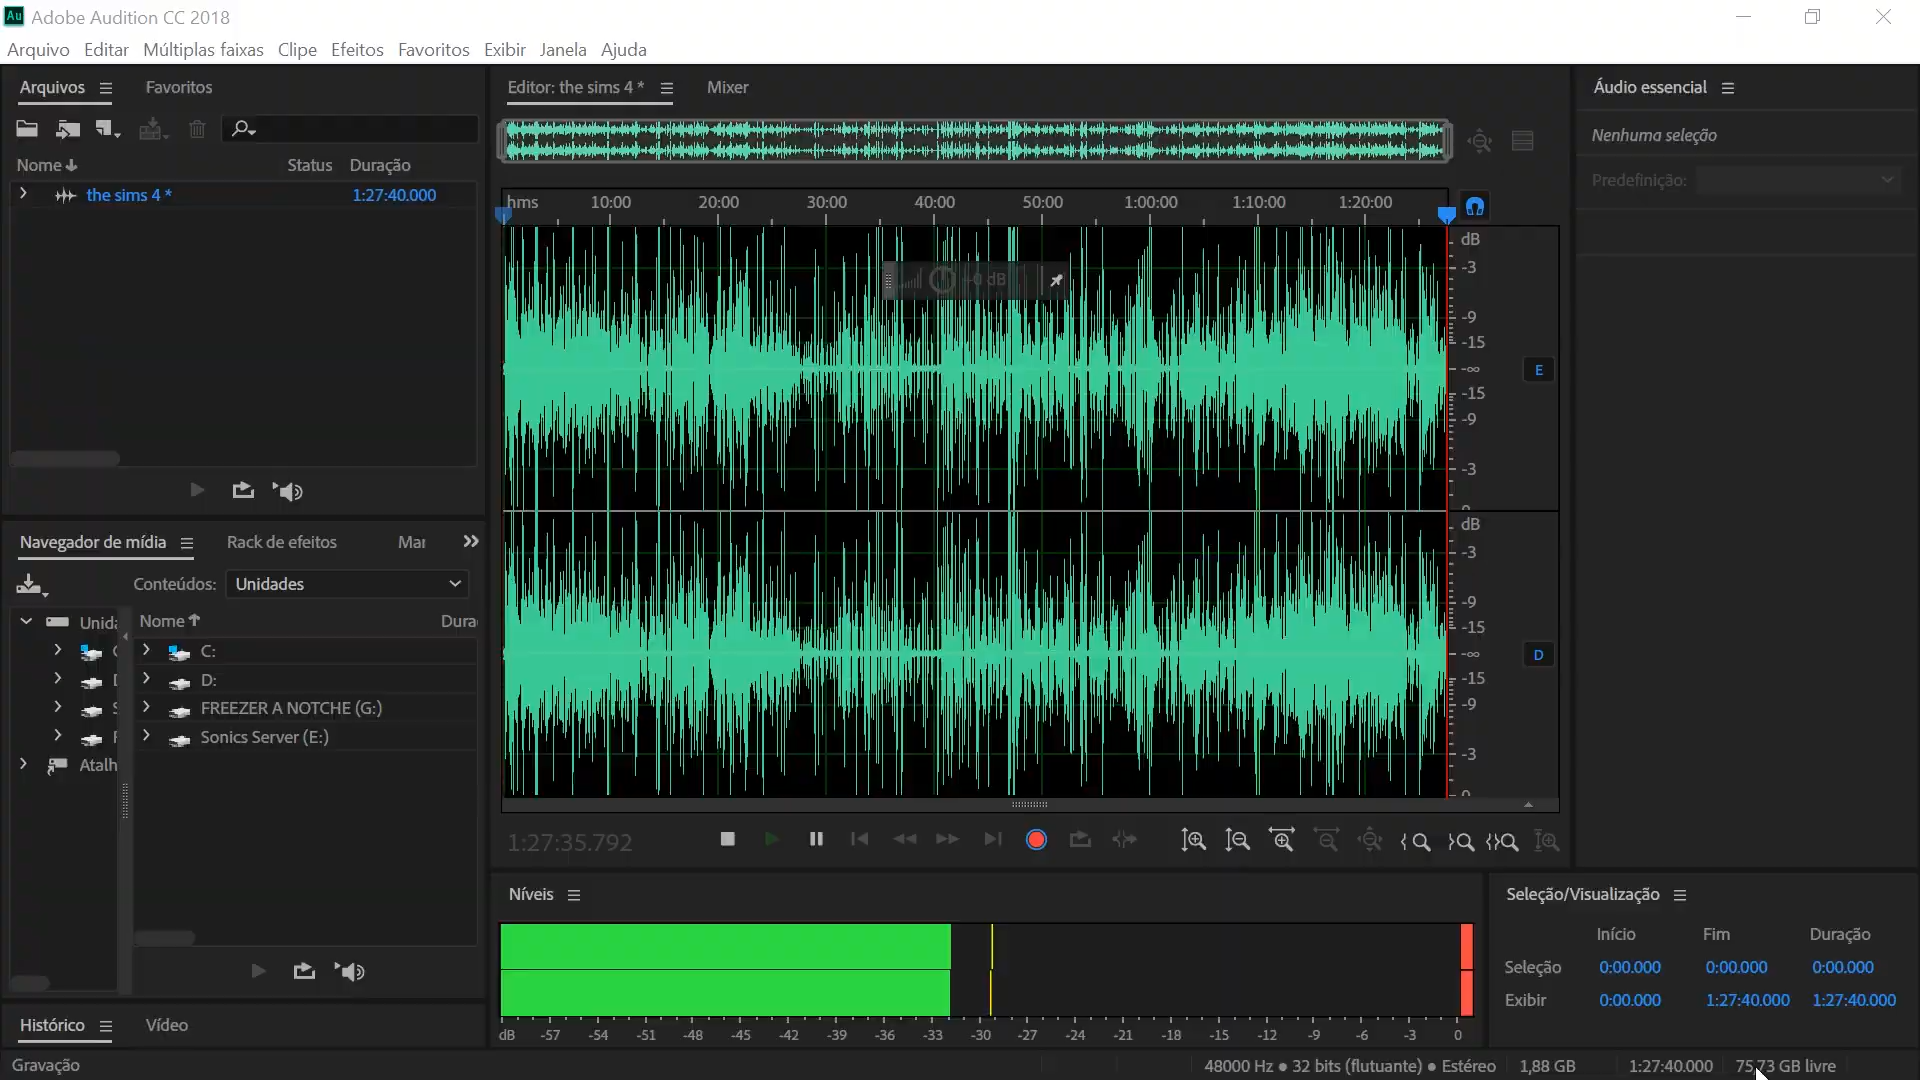 Au Adobe Audition CC 2018
Arquivo Editar Múltiplas faixas Clipe Efeitos Favoritos Exibir Janela Ajuda
Arquivos Favoritos
Nome Status Duração
the sims 4 * 1:27:40.000
Navegador de mídia Rack de efeitos Mar
Conteúdos: Unidades
Unida
Atalh
Nome Dura
C:
D:
FREEZER A NOTCHE (G:)
Sonics Server (E:)
Histórico Vídeo
Gravação
Editor: the sims 4 * Mixer
hms 10:00 20:00 30:00 40:00 50:00 1:00:00 1:10:00 1:20:00
+0 dB
dB
-3
-9
-15
-∞
-15
-9
-3
E
dB
-3
-9
-15
-∞
-15
-9
-3
D
1:27:35.792
Níveis
dB -57 -54 -51 -48 -45 -42 -39 -36 -33 -30 -27 -24 -21 -18 -15 -12 -9 -6 -3 0
Áudio essencial
Nenhuma seleção
Predefinição:
Seleção/Visualização
Início Fim Duração
Seleção 0:00.000 0:00.000 0:00.000
Exibir 0:00.000 1:27:40.000 1:27:40.000
48000 Hz ● 32 bits (flutuante) ● Estéreo 1,88 GB 1:27:40.000 75,73 GB livre